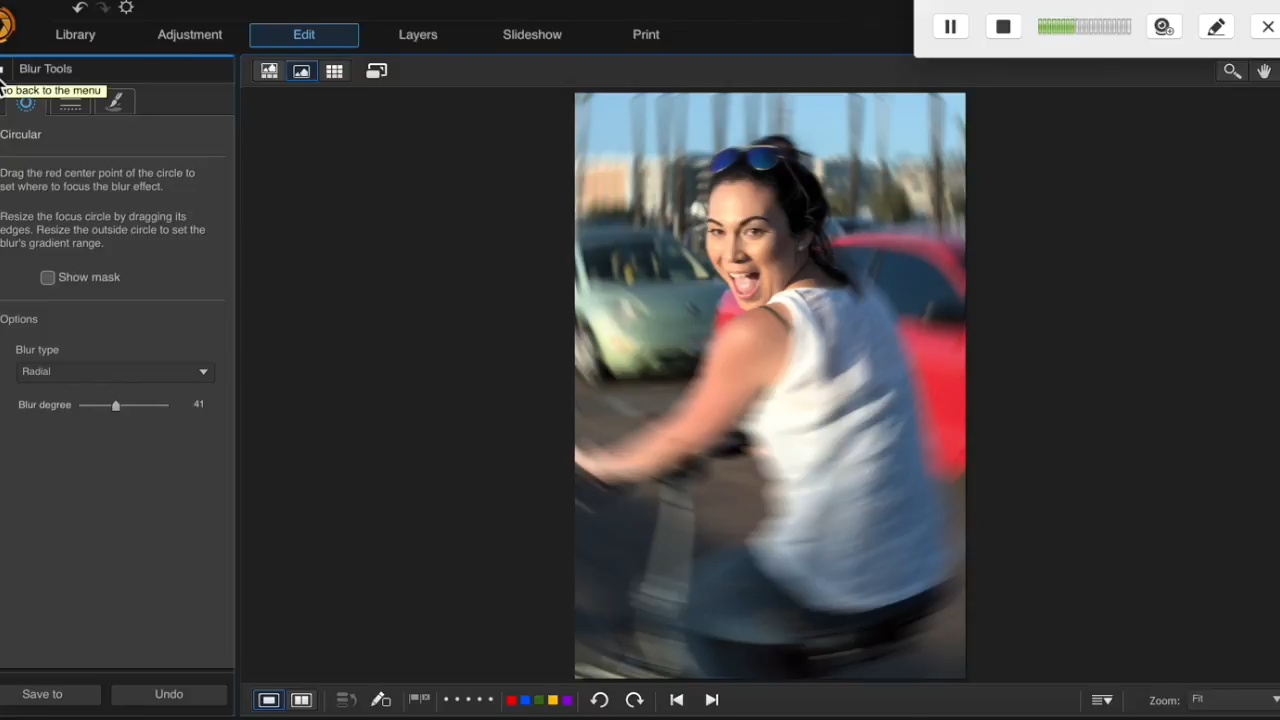 Library Adjustment Edit Layers Slideshow Print
Blur Tools
o back to the menu
Circular
Drag the red center point of the circle to
set where to focus the blur effect.
Resize the focus circle by dragging its
edges. Resize the outside circle to set the
blur's gradient range.
Show mask
Options
Blur type
Radial
Blur degree 41
Save to Undo
Zoom: Fit